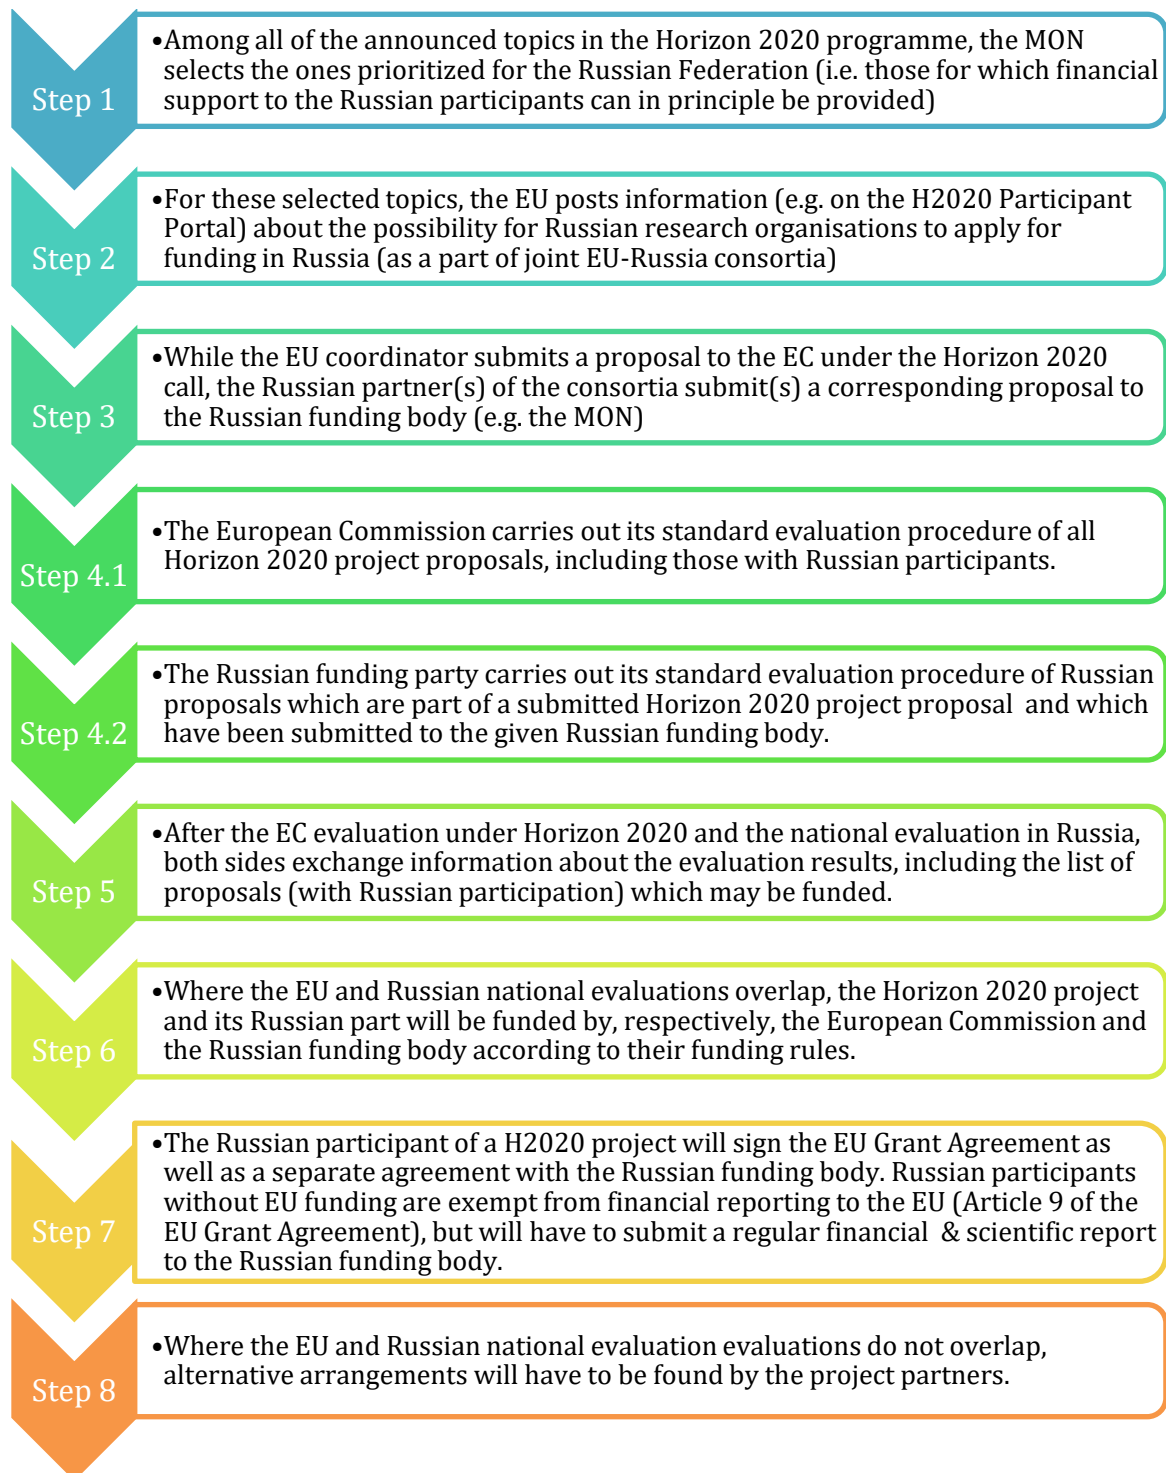 Step 1
•Among all of the announced topics in the Horizon 2020 programme, the MON
selects the ones prioritized for the Russian Federation (i.e. those for which financial
support to the Russian participants can in principle be provided)
Step 2
•For these selected topics, the EU posts information (e.g. on the H2020 Participant
Portal) about the possibility for Russian research organisations to apply for
funding in Russia (as a part of joint EU-Russia consortia)
Step 3
•While the EU coordinator submits a proposal to the EC under the Horizon 2020
call, the Russian partner(s) of the consortia submit(s) a corresponding proposal to
the Russian funding body (e.g. the MON)
Step 4.1
•The European Commission carries out its standard evaluation procedure of all
Horizon 2020 project proposals, including those with Russian participants.
Step 4.2
•The Russian funding party carries out its standard evaluation procedure of Russian
proposals which are part of a submitted Horizon 2020 project proposal  and which
have been submitted to the given Russian funding body.
Step 5
•After the EC evaluation under Horizon 2020 and the national evaluation in Russia,
both sides exchange information about the evaluation results, including the list of
proposals (with Russian participation) which may be funded.
Step 6
•Where the EU and Russian national evaluations overlap, the Horizon 2020 project
and its Russian part will be funded by, respectively, the European Commission and
the Russian funding body according to their funding rules.
Step 7
•The Russian participant of a H2020 project will sign the EU Grant Agreement as
well as a separate agreement with the Russian funding body. Russian participants
without EU funding are exempt from financial reporting to the EU (Article 9 of the
EU Grant Agreement), but will have to submit a regular financial  & scientific report
to the Russian funding body.
Step 8
•Where the EU and Russian national evaluation evaluations do not overlap,
alternative arrangements will have to be found by the project partners.